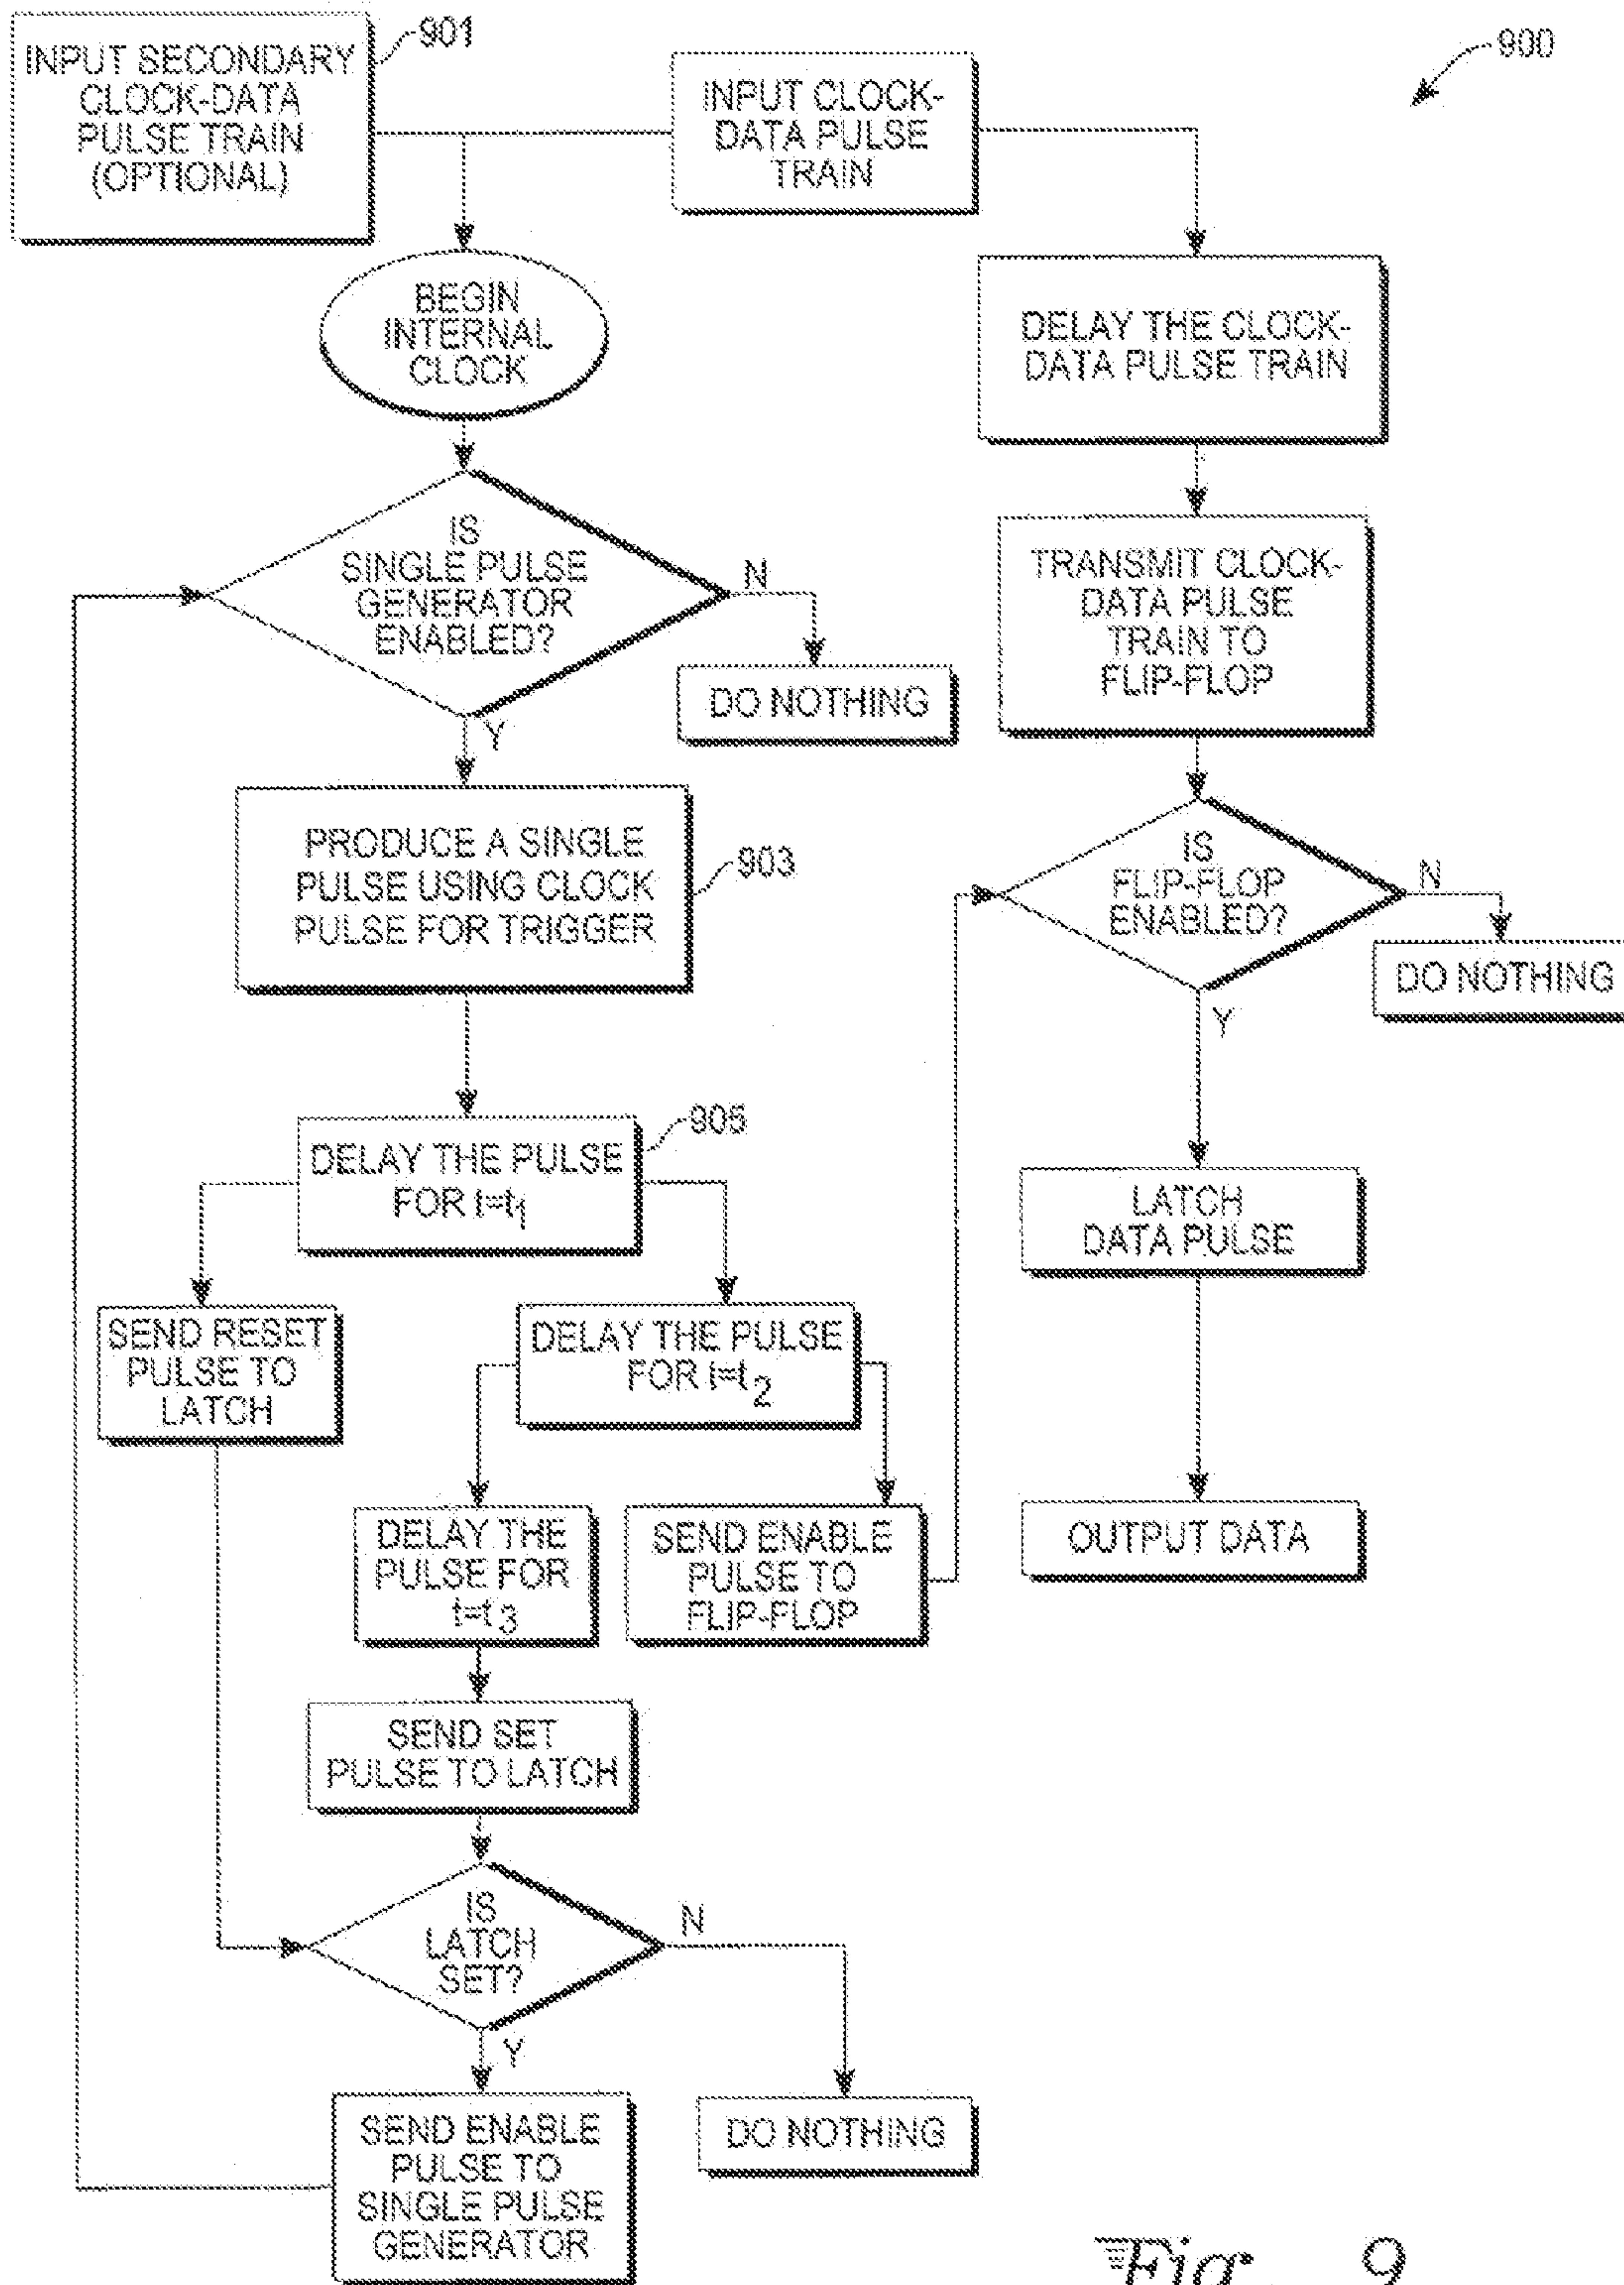 901
INPUT SECONDARY
CLOCK-DATA
PULSE TRAIN
(OPTIONAL)
INPUT CLOCK-
DATA PULSE
TRAIN
900
BEGIN
INTERNAL
CLOCK
DELAY THE CLOCK-
DATA PULSE TRAIN
IS
SINGLE PULSE
GENERATOR
ENABLED?
N
Y
DO NOTHING
TRANSMIT CLOCK-
DATA PULSE
TRAIN TO
FLIP-FLOP
PRODUCE A SINGLE
PULSE USING CLOCK
PULSE FOR TRIGGER
903
IS
FLIP-FLOP
ENABLED?
N
Y
DO NOTHING
DELAY THE PULSE
FOR t=t1
905
LATCH
DATA PULSE
SEND RESET
PULSE TO
LATCH
DELAY THE PULSE
FOR t=t2
DELAY THE
PULSE FOR
t=t3
SEND ENABLE
PULSE TO
FLIP-FLOP
OUTPUT DATA
SEND SET
PULSE TO LATCH
IS
LATCH
SET?
N
Y
SEND ENABLE
PULSE TO
SINGLE PULSE
GENERATOR
DO NOTHING
Fig. 9